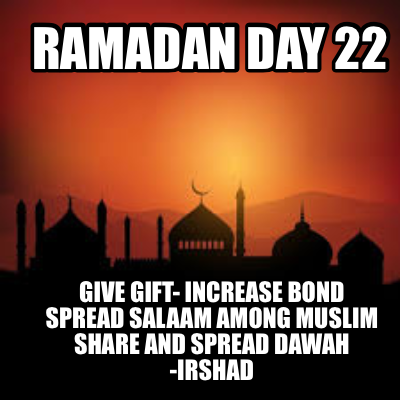 RAMADAN DAY 22
GIVE GIFT- INCREASE BOND
SPREAD SALAAM AMONG MUSLIM
SHARE AND SPREAD DAWAH
-IRSHAD